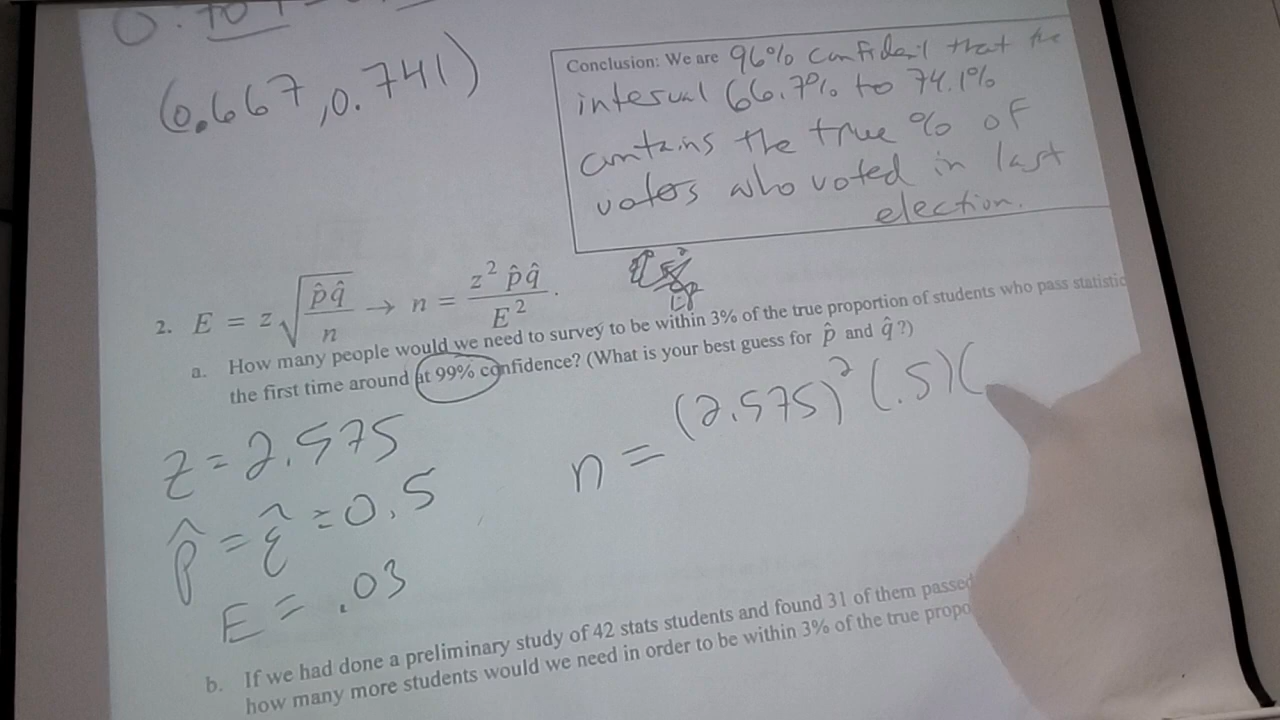 (0.667, 0.741)
Conclusion: We are 96% confident that the
interval 66.7% to 74.1%
contains the true % of
voters who voted in last
election.
2. E = z√(p̂q̂/n) → n = z² p̂q̂ / E².
a. How many people would we need to survey to be within 3% of the true proportion of students who pass statistic
the first time around at 99% confidence? (What is your best guess for p̂ and q̂?)
z = 2.575
p̂ = q̂ = 0.5
E = .03
n = (2.575)² (.5)(
b. If we had done a preliminary study of 42 stats students and found 31 of them passed
how many more students would we need in order to be within 3% of the true propo